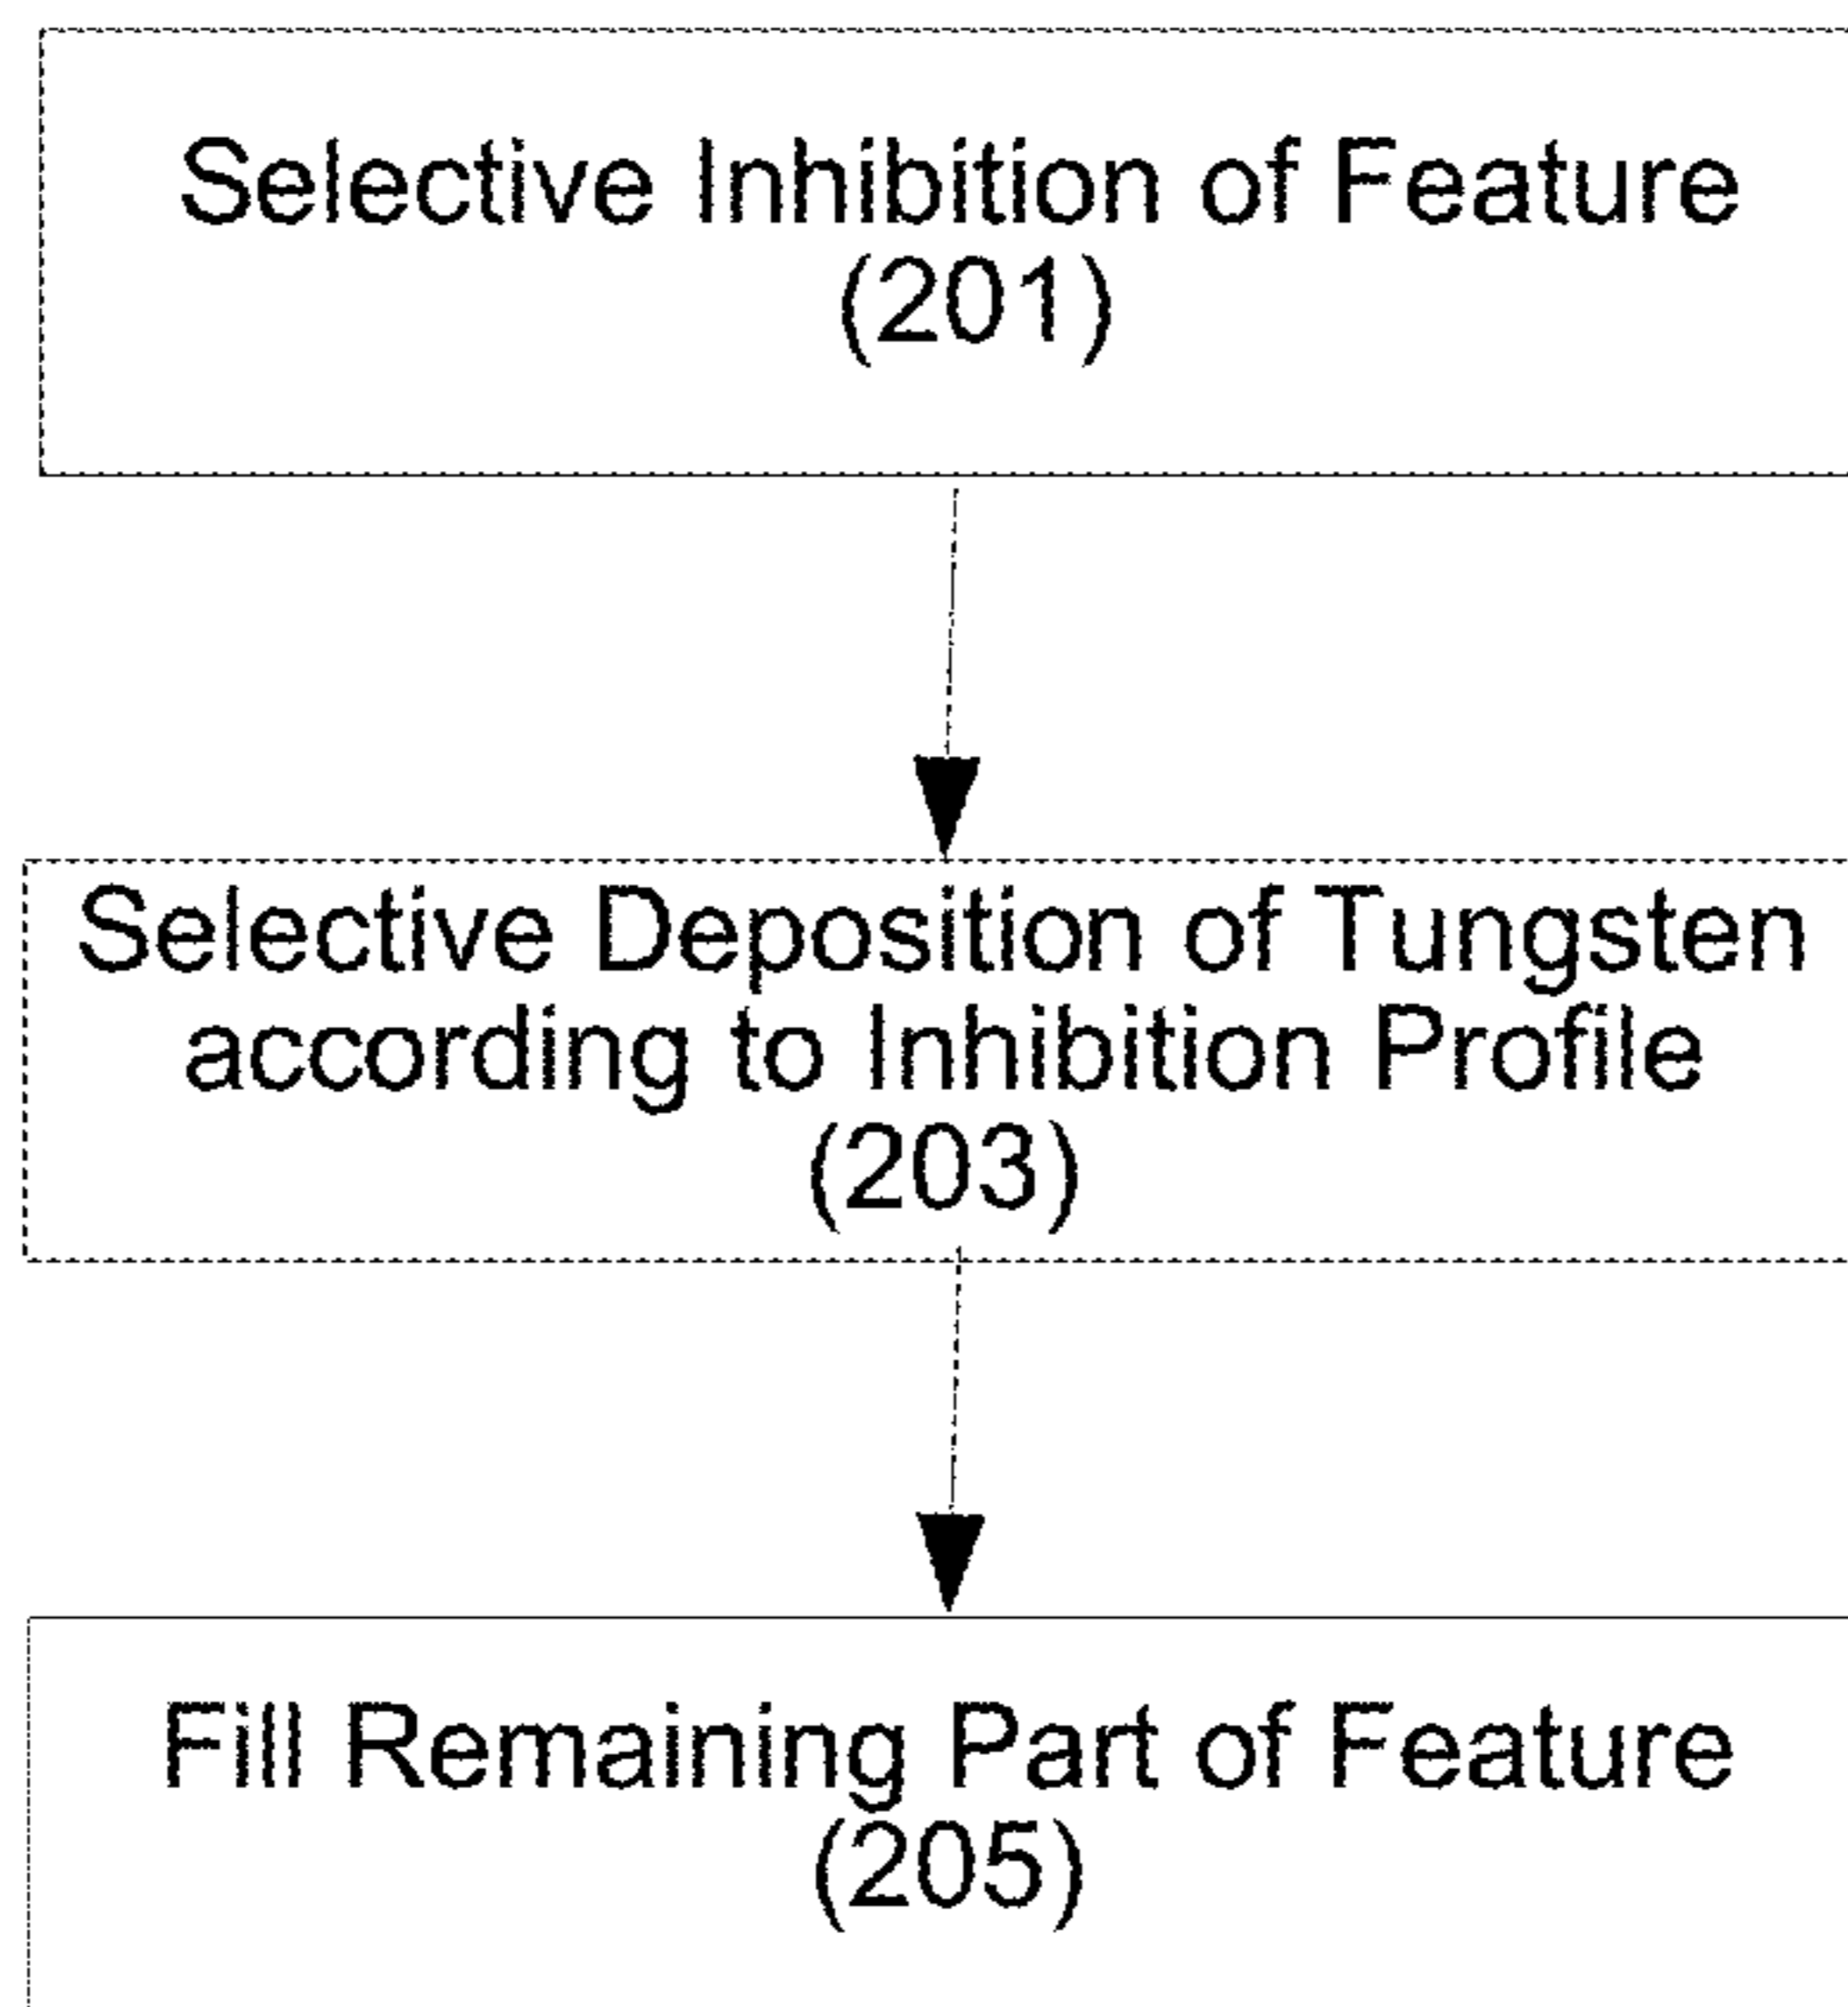 Selective Inhibition of Feature
(201)
Selective Deposition of Tungsten
according to Inhibition Profile
(203)
Fill Remaining Part of Feature
(205)